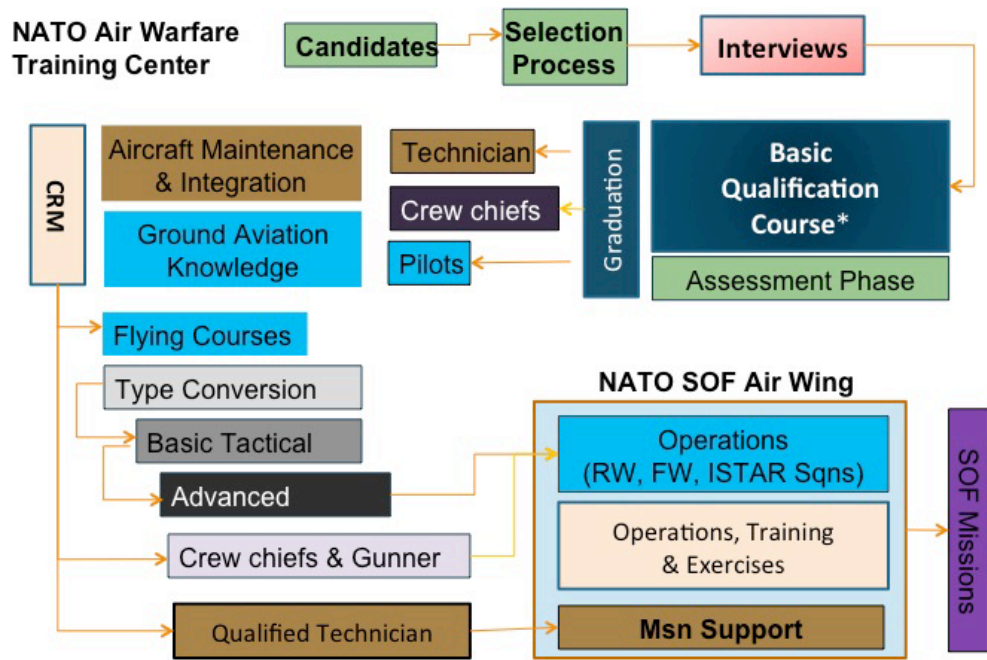 NATO Air Warfare
Training Center
Candidates
Selection
Process
Interviews
CRM
Aircraft Maintenance
& Integration
Ground Aviation
Knowledge
Technician
Crew chiefs
Pilots
Graduation
Basic
Qualification
Course*
Assessment Phase
Flying Courses
Type Conversion
Basic Tactical
Advanced
Crew chiefs & Gunner
Qualified Technician
NATO SOF Air Wing
Operations
(RW, FW, ISTAR Sqns)
Operations, Training
& Exercises
Msn Support
SOF Missions